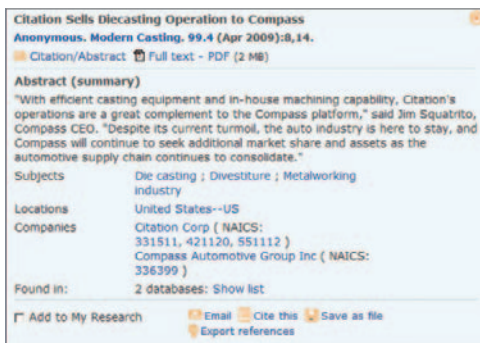 Citation Sells Diecasting Operation to Compass
Anonymous. Modern Casting. 99.4 (Apr 2009):8,14.
Citation/Abstract Full text - PDF (2 MB)
Abstract (summary)
"With efficient casting equipment and in-house machining capability, Citation's
operations are a great complement to the Compass platform," said Jim Squatrito,
Compass CEO. "Despite its current turmoil, the auto industry is here to stay, and
Compass will continue to seek additional market share and assets as the
automotive supply chain continues to consolidate."
Subjects Die casting ; Divestiture ; Metalworking
industry
Locations United States--US
Companies Citation Corp ( NAICS:
331511, 421120, 551112 )
Compass Automotive Group Inc ( NAICS:
336399 )
Found in: 2 databases: Show list
Add to My Research Email Cite this Save as file
Export references